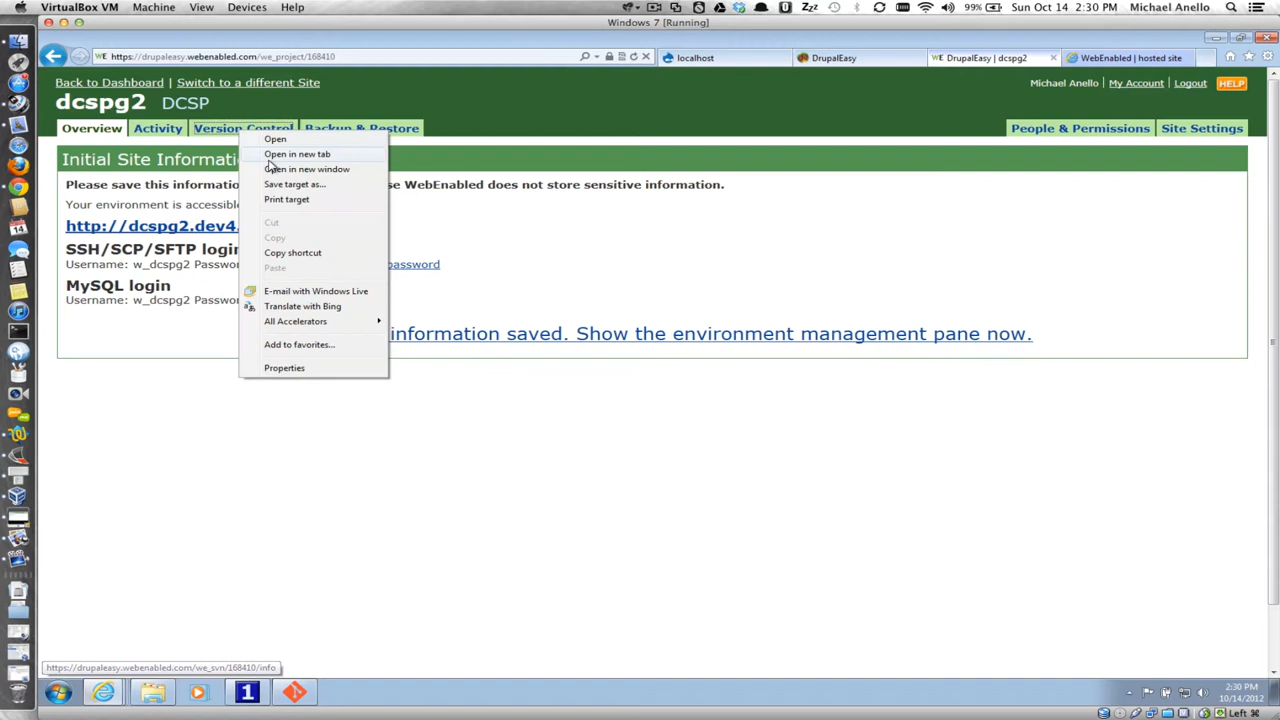 VirtualBox VM Machine View Devices Help 99% Sun Oct 14 2:30 PM Michael Anello
Windows 7 [Running]
https://drupaleasy.webenabled.com/we_project/168410 localhost DrupalEasy DrupalEasy | dcspg2 WebEnabled | hosted site
Back to Dashboard | Switch to a different Site Michael Anello | My Account | Logout HELP
dcspg2 DCSP
Overview Activity Version Control Backup & Restore People & Permissions Site Settings
Open
Initial Site Informati
Open in new tab
Open in new window
Please save this informa se WebEnabled does not store sensitive information.
Save target as...
Print target
Your environment is accessib
Cut
http://dcspg2.dev4.
Copy
SSH/SCP/SFTP login
Copy shortcut
Username: w_dcspg2 Passwor password
Paste
MySQL login
E-mail with Windows Live
Username: w_dcspg2 Passwor
Translate with Bing
All Accelerators
information saved. Show the environment management pane now.
Add to favorites...
Properties
https://drupaleasy.webenabled.com/we_svn/168410/info
1
2:30 PM
10/14/2012
Left ⌘